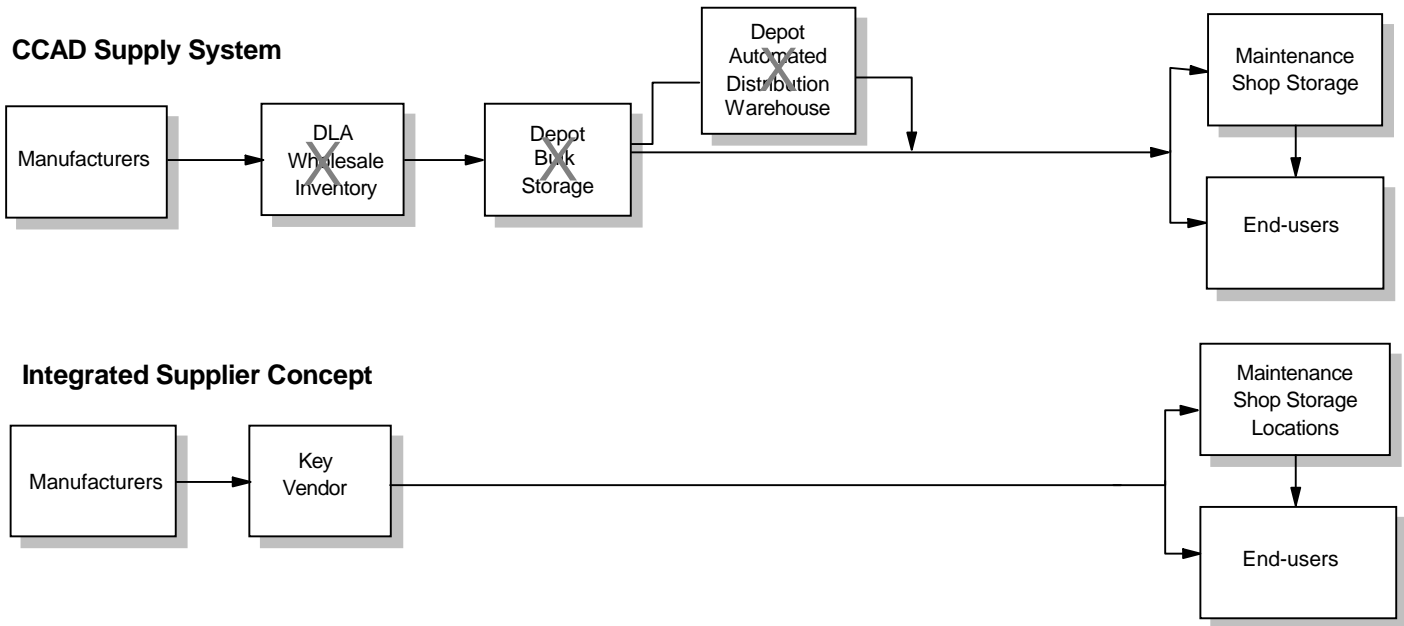 CCAD Supply System
Manufacturers
DLA
Wholesale
Inventory
X
Depot
Bulk
Storage
X
Depot
Automated
Distribution
Warehouse
X
Maintenance
Shop Storage
End-users
Integrated Supplier Concept
Manufacturers
Key
Vendor
Maintenance
Shop Storage
Locations
End-users